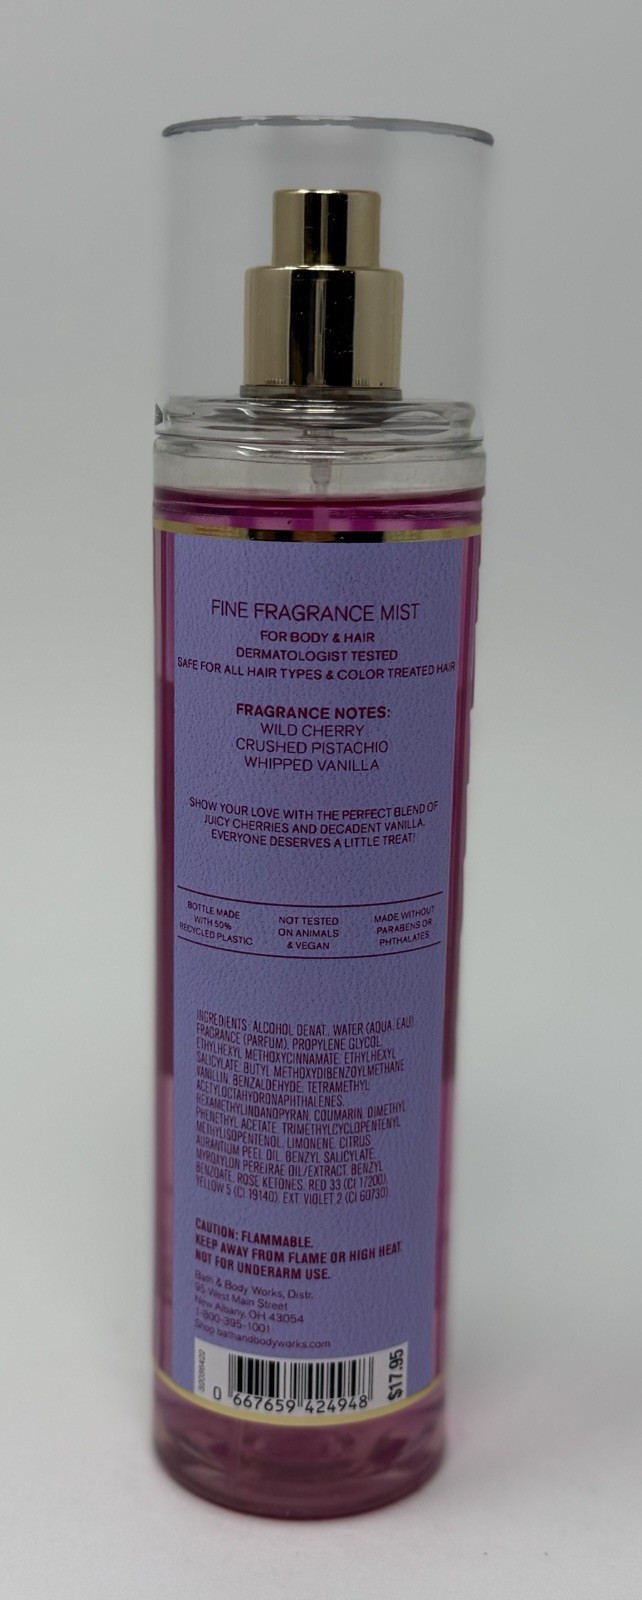 FINE FRAGRANCE MIST
FOR BODY & HAIR
DERMATOLOGIST TESTED
SAFE FOR ALL HAIR TYPES & COLOR TREATED HAIR
FRAGRANCE NOTES:
WILD CHERRY
CRUSHED PISTACHIO
WHIPPED VANILLA
SHOW YOUR LOVE WITH THE PERFECT BLEND OF
JUICY CHERRIES AND DECADENT VANILLA.
EVERYONE DESERVES A LITTLE TREAT!
BOTTLE MADE
WITH 50%
RECYCLED PLASTIC
NOT TESTED
ON ANIMALS
& VEGAN
MADE WITHOUT
PARABENS OR
PHTHALATES
INGREDIENTS: ALCOHOL DENAT., WATER (AQUA, EAU),
FRAGRANCE (PARFUM), PROPYLENE GLYCOL,
ETHYLHEXYL METHOXYCINNAMATE, ETHYLHEXYL
SALICYLATE, BUTYL METHOXYDIBENZOYLMETHANE,
VANILLIN, BENZALDEHYDE, TETRAMETHYL
ACETYLOCTAHYDRONAPHTHALENES,
HEXAMETHYLINDANOPYRAN, COUMARIN, DIMETHYL
PHENETHYL ACETATE, TRIMETHYLCYCLOPENTENYL
METHYLISOPENTENOL, LIMONENE, CITRUS
AURANTIUM PEEL OIL, BENZYL SALICYLATE,
MYROXYLON PEREIRAE OIL/EXTRACT, BENZYL
BENZOATE, ROSE KETONES, RED 33 (CI 17200),
YELLOW 5 (CI 19140), EXT. VIOLET 2 (CI 60730).
CAUTION: FLAMMABLE.
KEEP AWAY FROM FLAME OR HIGH HEAT.
NOT FOR UNDERARM USE.
Bath & Body Works, Distr.
95 West Main Street
New Albany, OH 43054
1-800-395-1001
Shop bathandbodyworks.com
0 667659 424948
$17.95